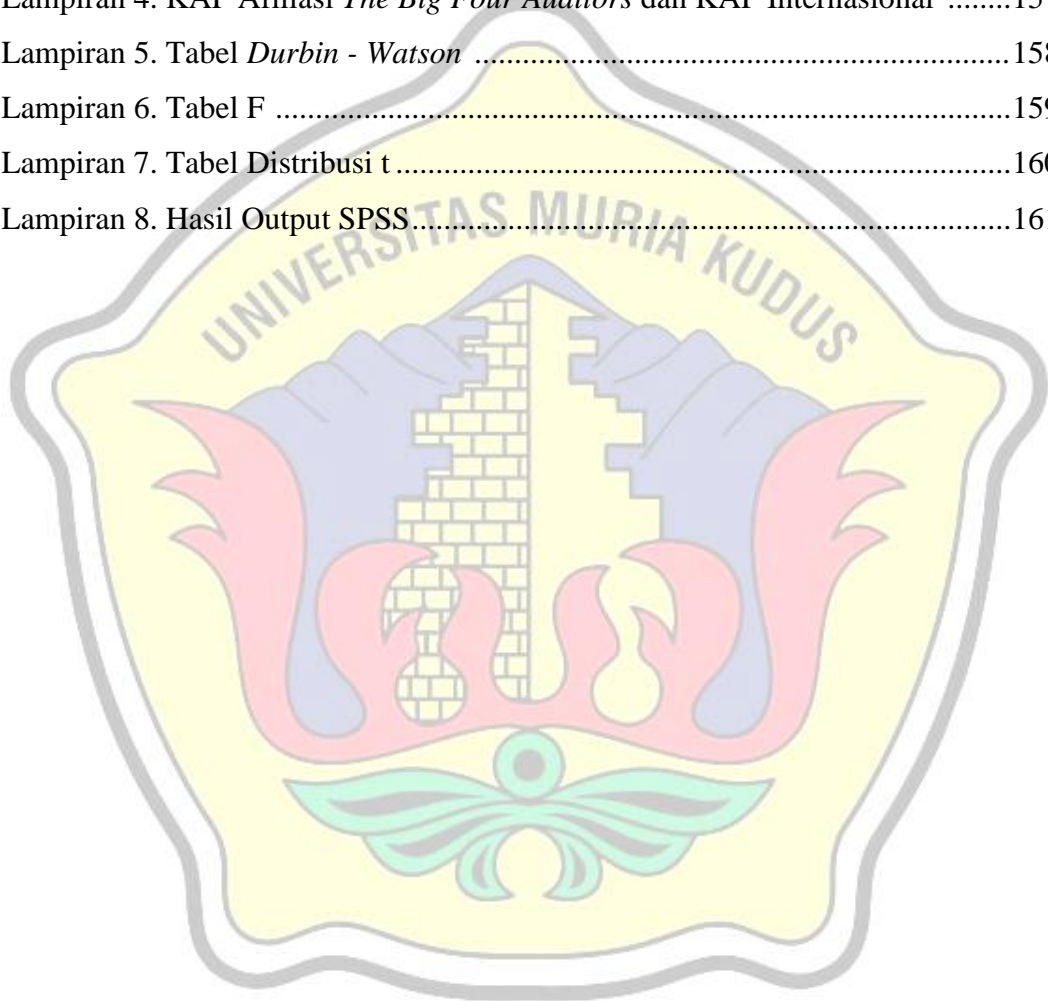 Lampiran 4. KAP Afiliasi The Big Four Auditors dan KAP Internasional ........15
Lampiran 5. Tabel Durbin - Watson ..................................................................158
Lampiran 6. Tabel F ...........................................................................................159
Lampiran 7. Tabel Distribusi t............................................................................160
Lampiran 8. Hasil Output SPSS..........................................................................161
UNIVERSITAS MURIA KUDUS